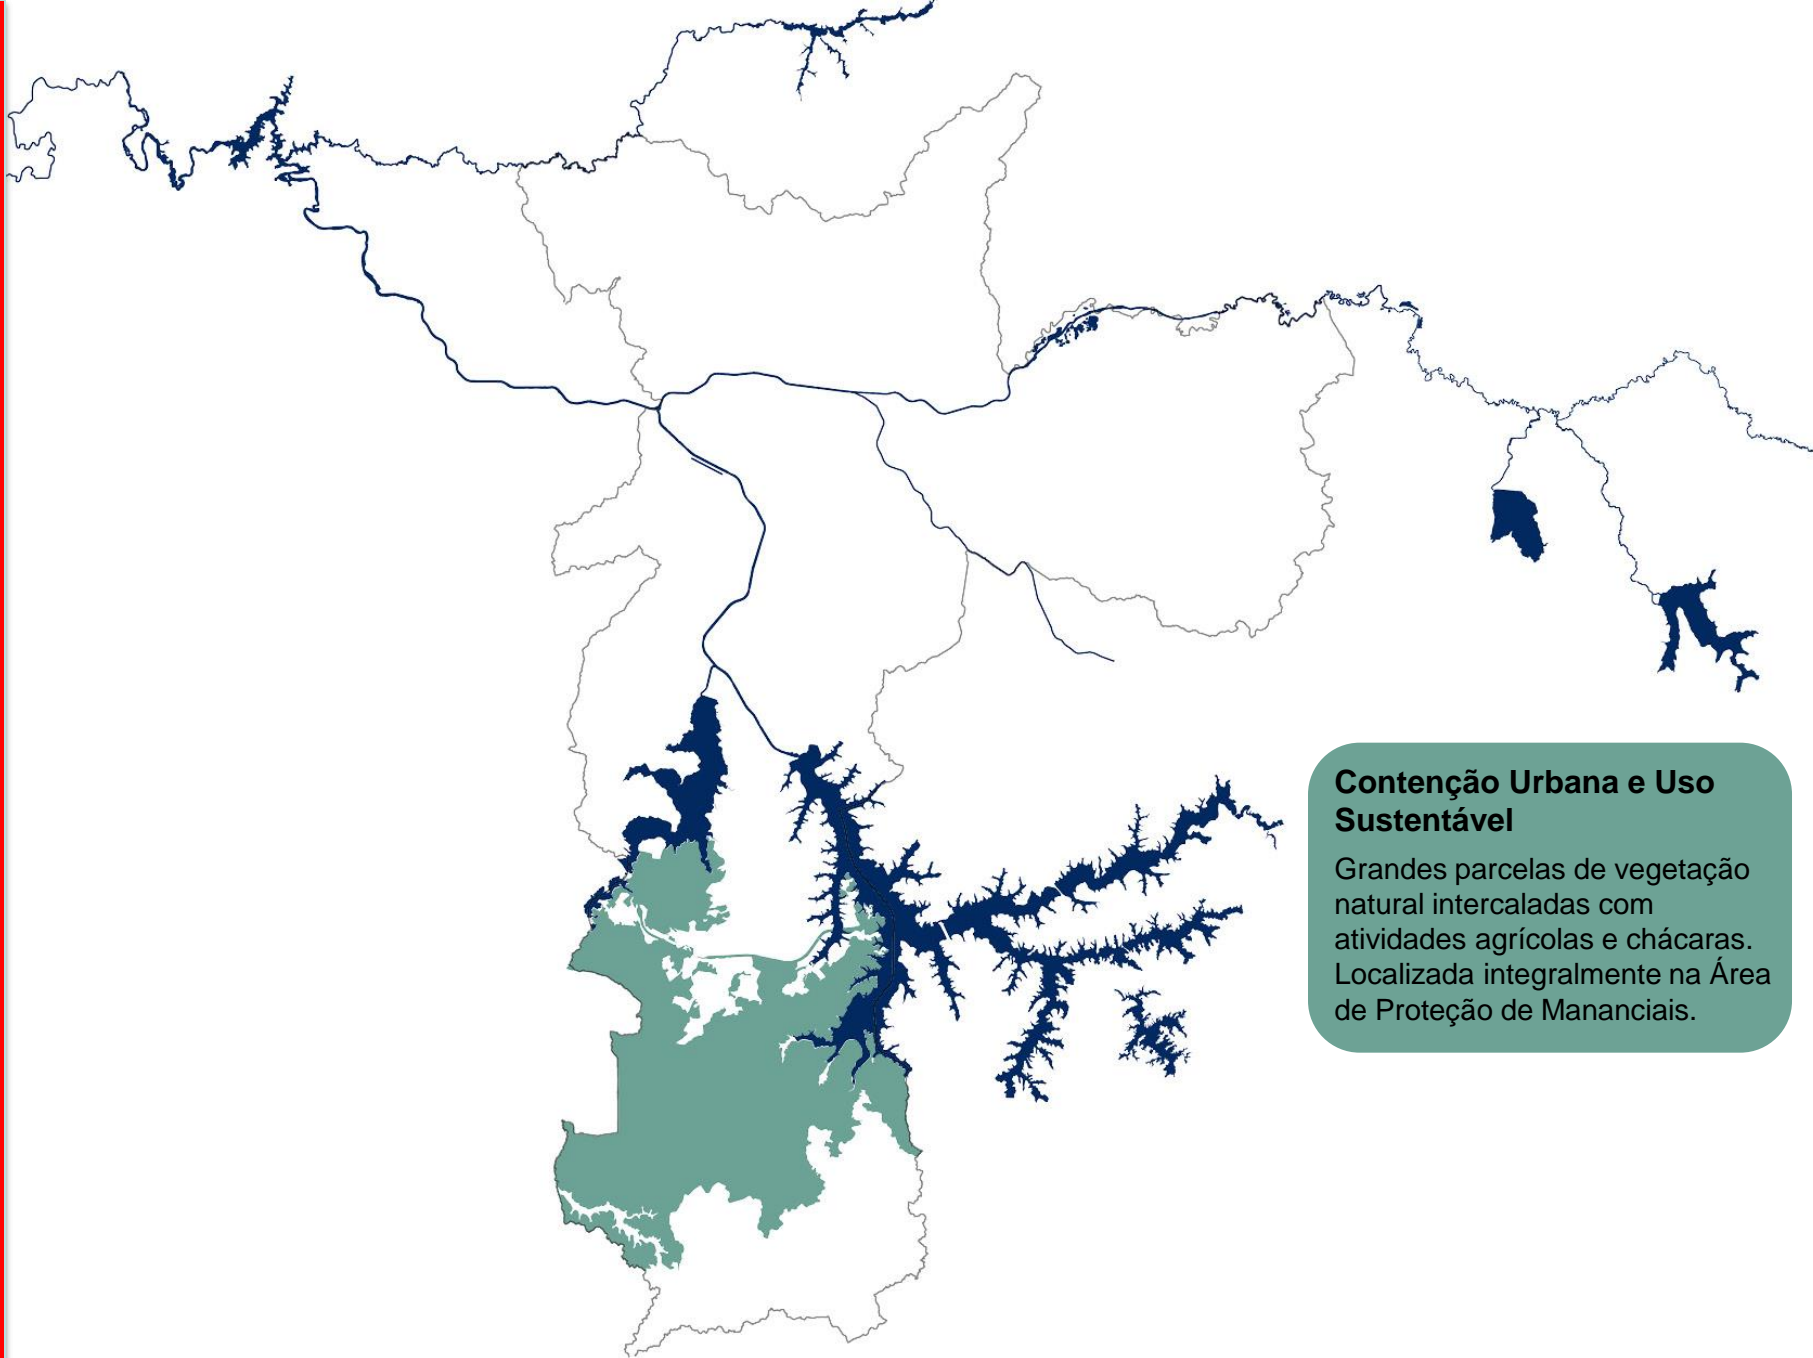 Contenção Urbana e Uso
Sustentável
Grandes parcelas de vegetação
natural intercaladas com
atividades agrícolas e chácaras.
Localizada integralmente na Área
de Proteção de Mananciais.